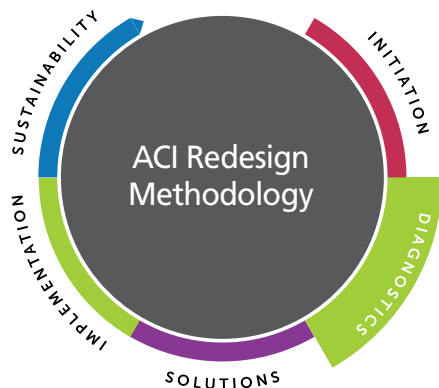 ACI Redesign
Methodology
INITIATION
DIAGNOSTICS
SOLUTIONS
IMPLEMENTATION
SUSTAINABILITY